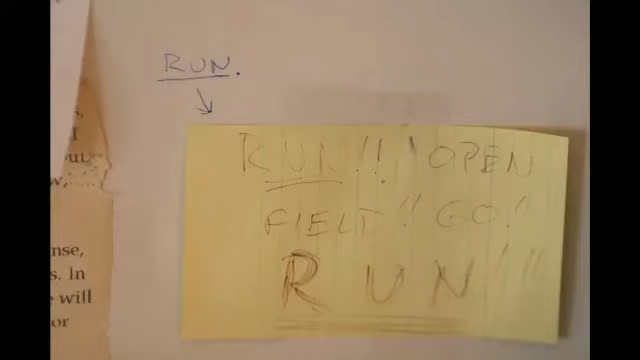 RUN.
RUN!! OPEN
FIELD!! GO!
RUN!!!
nse,
s. In
will
or